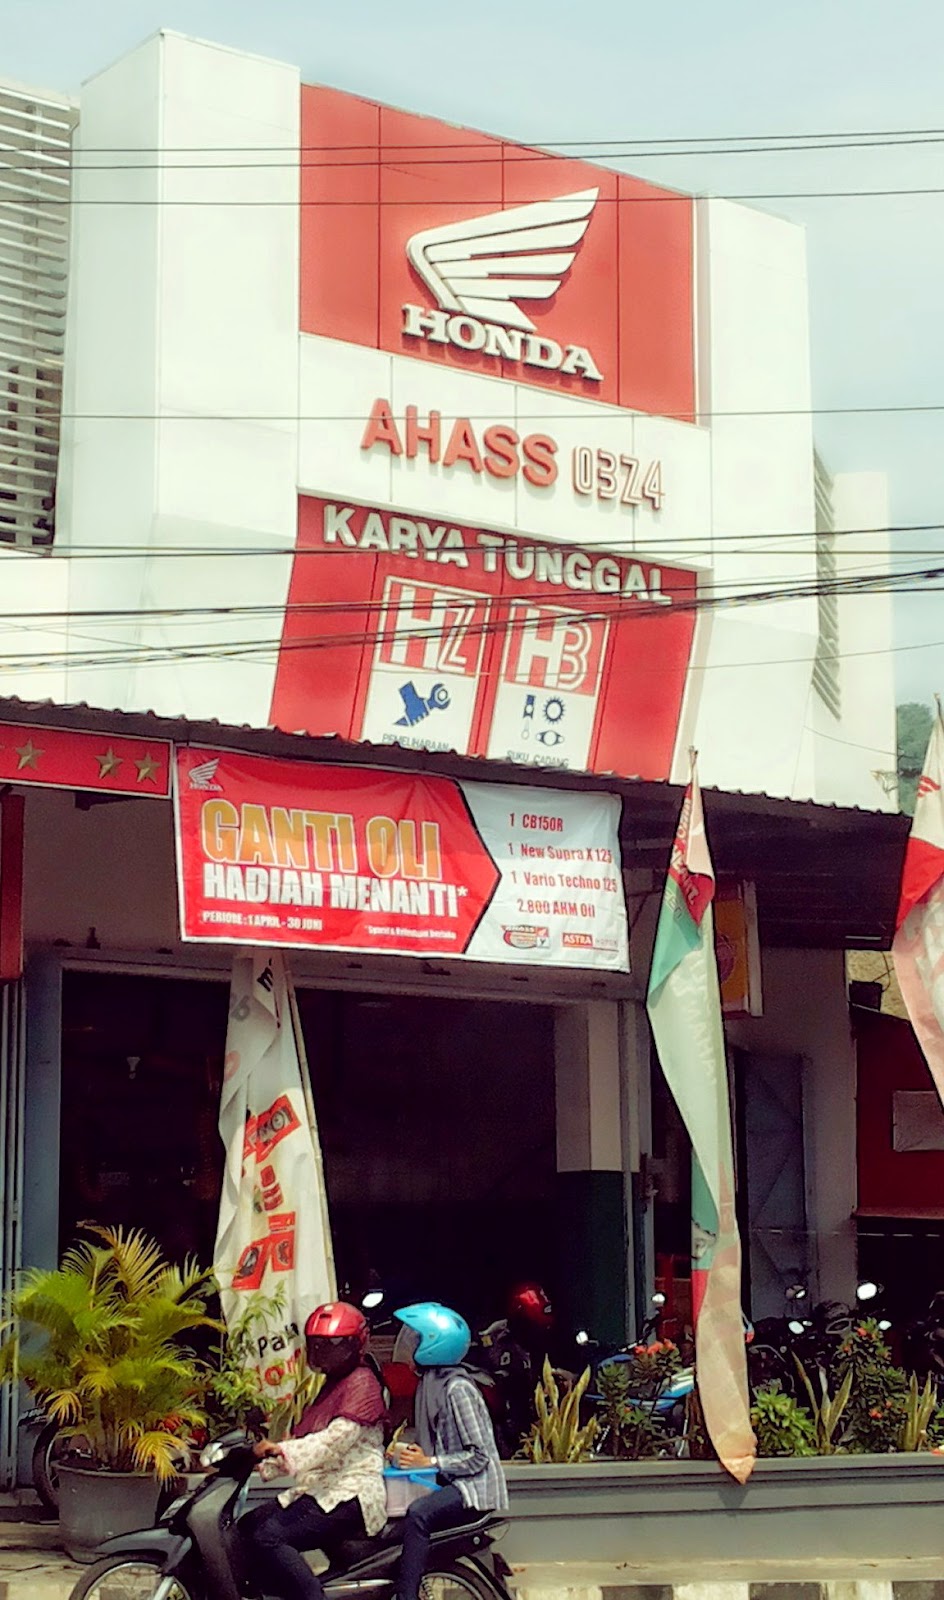 HONDA
AHASS 0324
KARYA TUNGGAL
H2 H3
PEMELIHARAAN
SUKU CADANG
HONDA
GANTI OLI
HADIAH MENANTI*
PERIODE : 1 APRIL - 30 JUNI
1 CB150R
1 New Supra X 125
1 Vario Techno 125
2.800 AHM Oil
AHASS
ASTRA